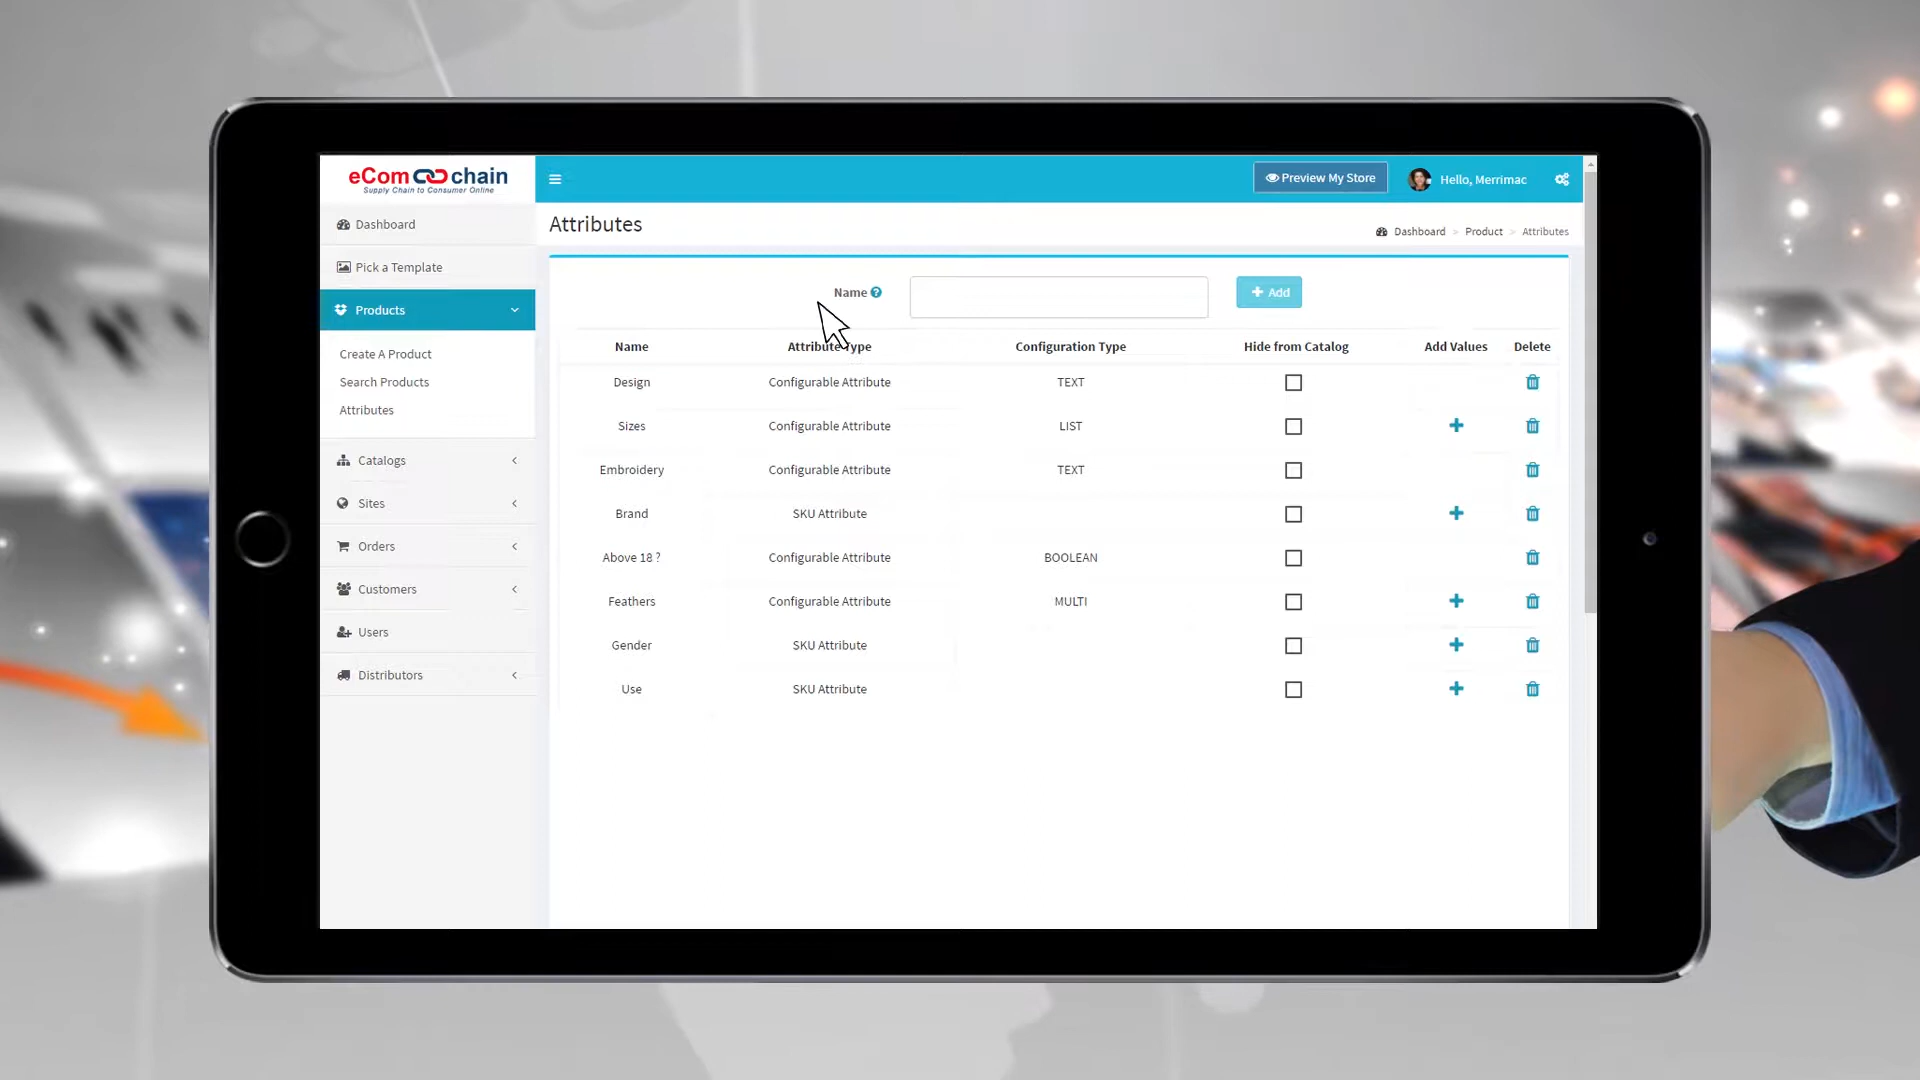 eCom chain
Supply Chain to Consumer Online
Preview My Store
Hello, Merrimac
Dashboard
Pick a Template
Products
Create A Product
Search Products
Attributes
Catalogs
Sites
Orders
Customers
Users
Distributors
Attributes
Dashboard > Product > Attributes
Name ?
+ Add
Name Attribute Type Configuration Type Hide from Catalog Add Values Delete
Design Configurable Attribute TEXT
Sizes Configurable Attribute LIST
Embroidery Configurable Attribute TEXT
Brand SKU Attribute
Above 18 ? Configurable Attribute BOOLEAN
Feathers Configurable Attribute MULTI
Gender SKU Attribute
Use SKU Attribute